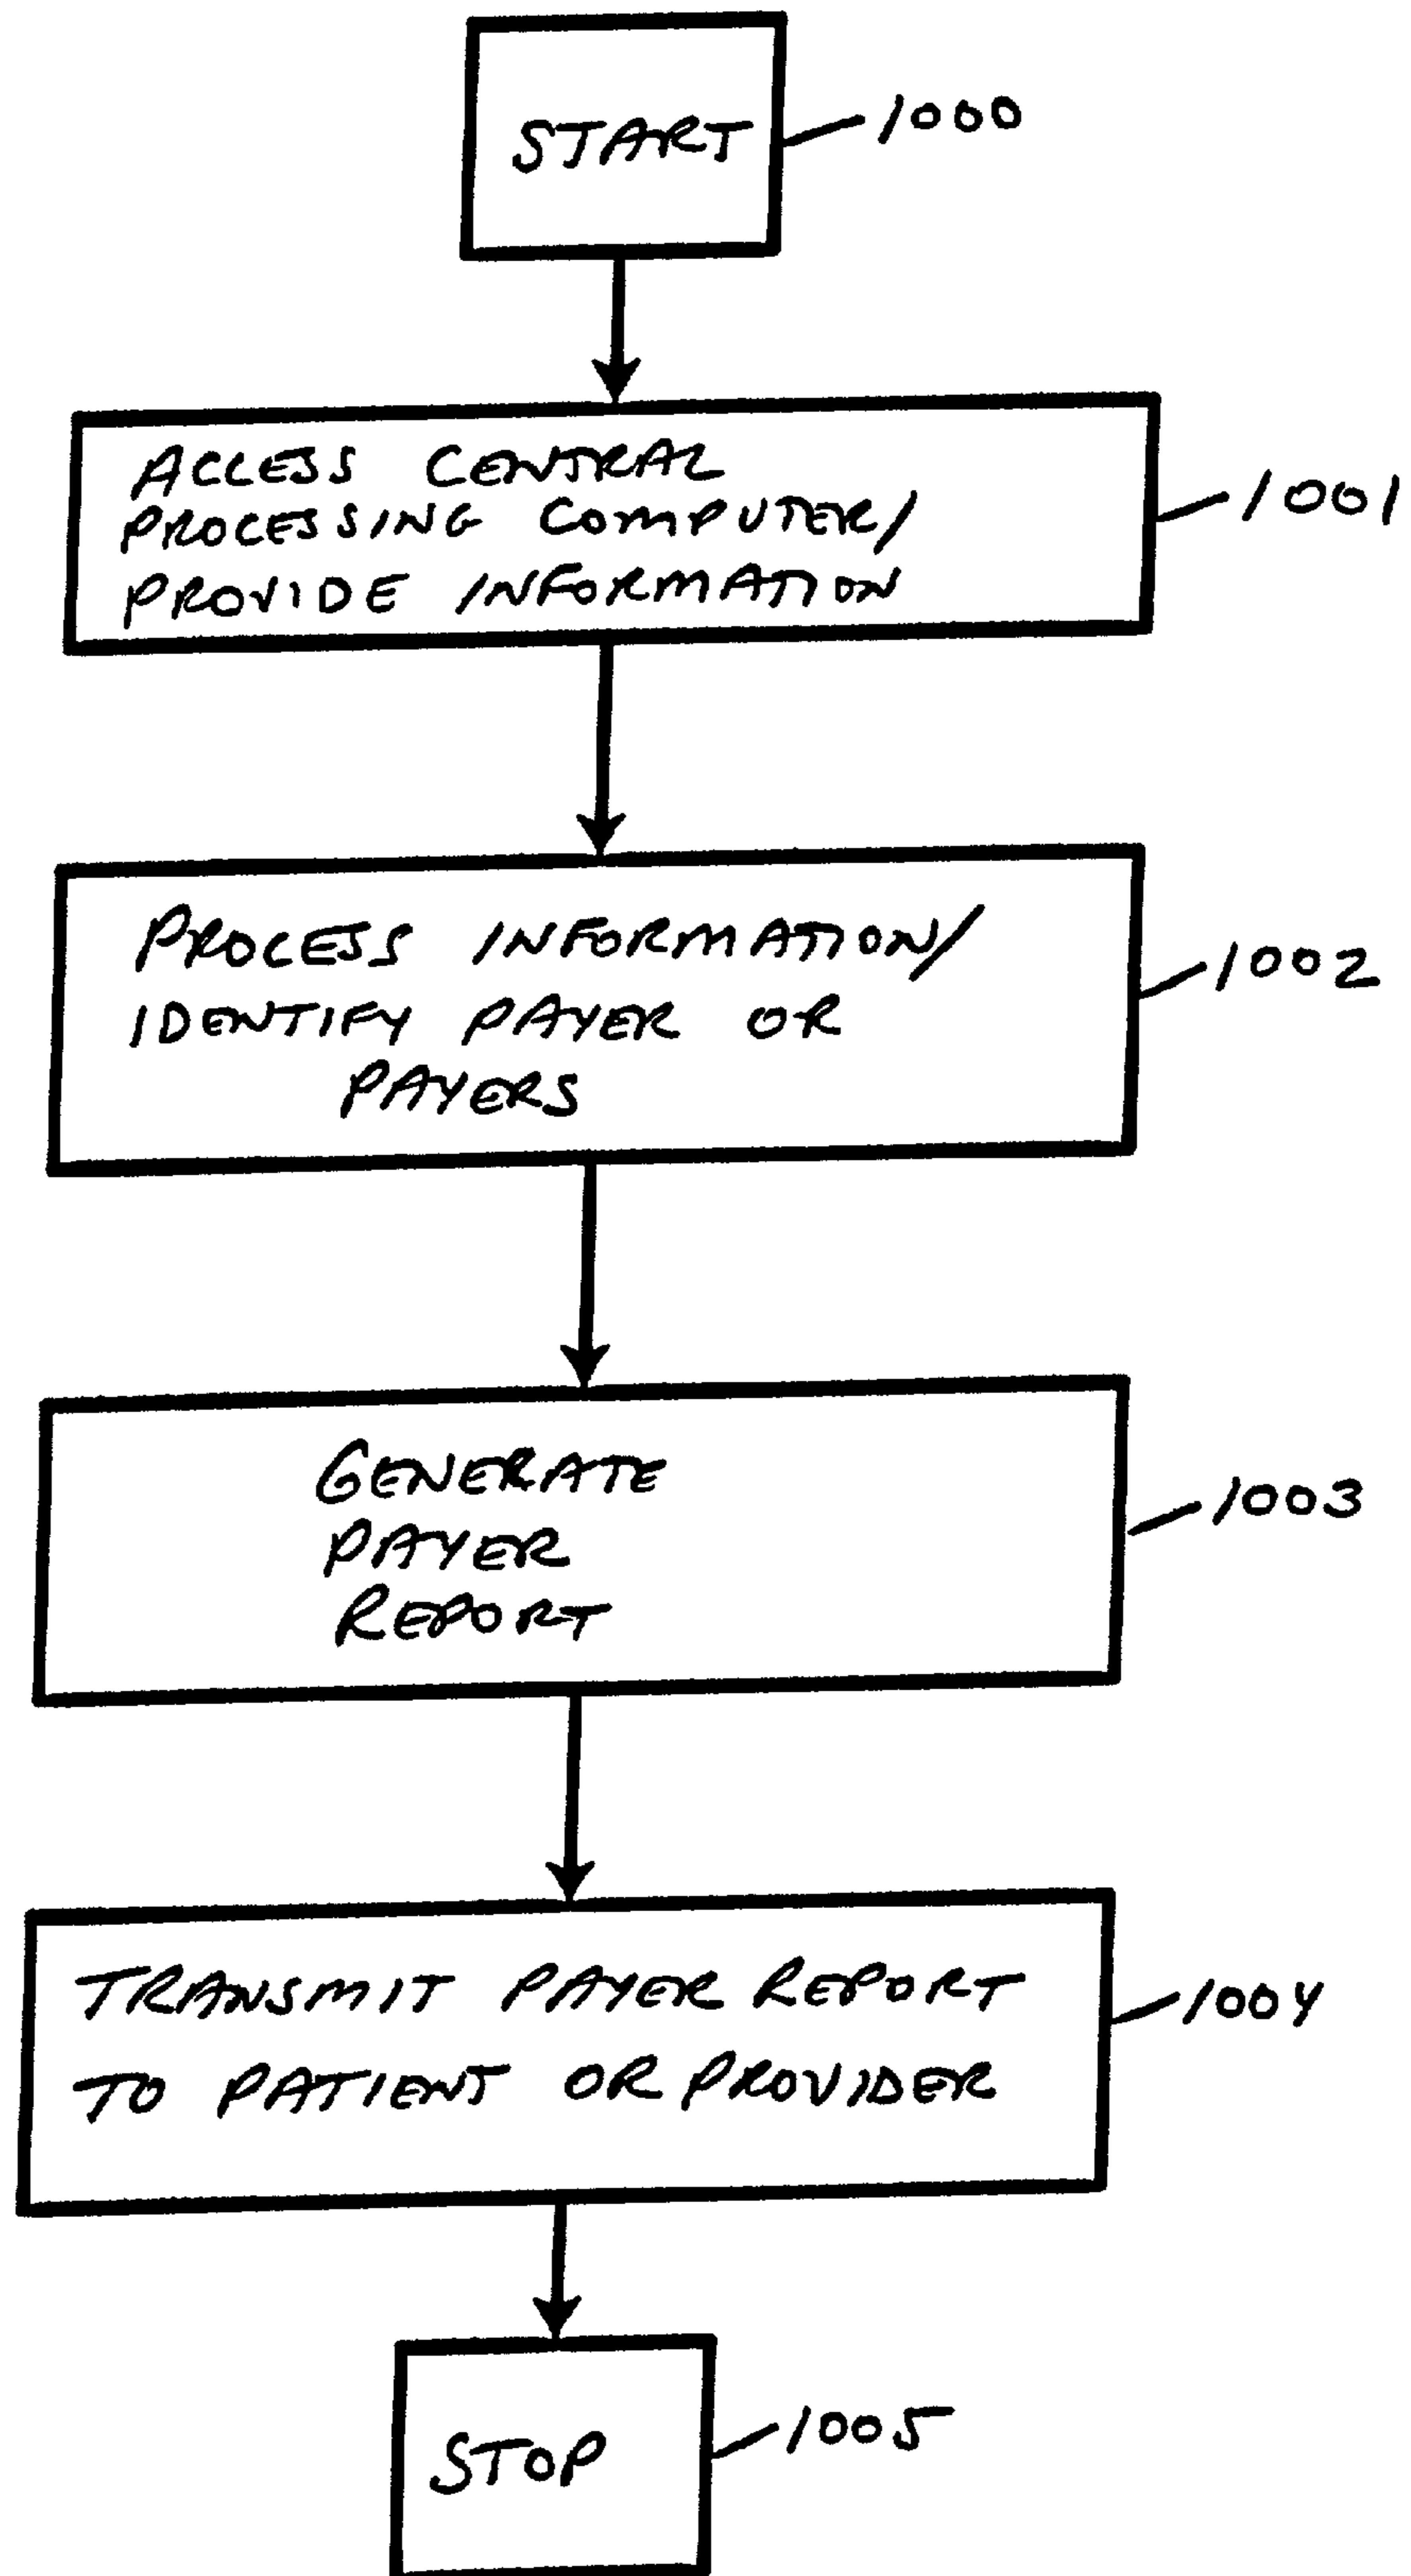 START
1000
ACCESS CENTRAL
PROCESSING COMPUTER/
PROVIDE INFORMATION
1001
PROCESS INFORMATION/
IDENTIFY PAYER OR
PAYERS
1002
GENERATE
PAYER
REPORT
1003
TRANSMIT PAYER REPORT
TO PATIENT OR PROVIDER
1004
STOP
1005